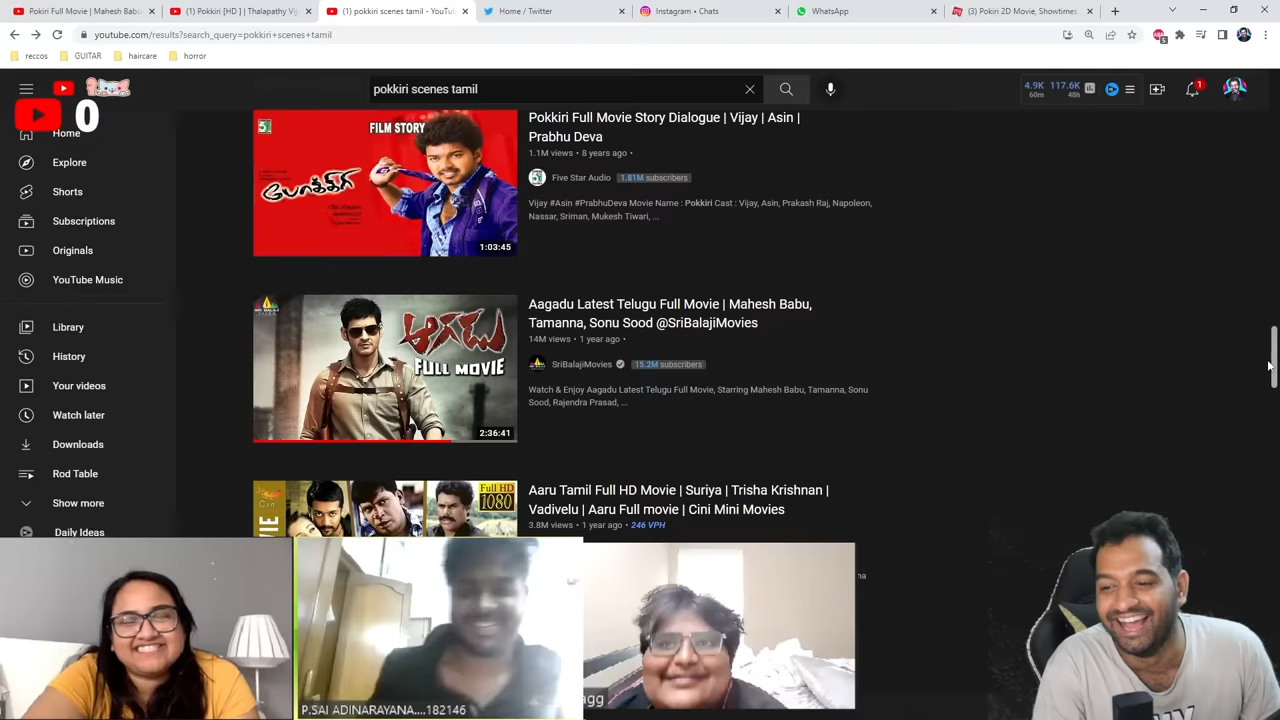 Pokiri Full Movie | Mahesh Babu
(1) Pokkiri [HD] | Thalapathy Vij
(1) pokkiri scenes tamil - YouTu
Home / Twitter
Instagram • Chats
WhatsApp
(3) Pokiri 2D Movie, Showtimes
youtube.com/results?search_query=pokkiri+scenes+tamil
reccos
GUITAR
haircare
horror
pokkiri scenes tamil
4.9K 117.6K
60m 48h
1
5
0
Home
Explore
Shorts
Subscriptions
Originals
YouTube Music
Library
History
Your videos
Watch later
Downloads
Rod Table
Show more
Daily Ideas
FILM STORY
போக்கிரி
1:03:45
Pokkiri Full Movie Story Dialogue | Vijay | Asin |
Prabhu Deva
1.1M views • 8 years ago •
Five Star Audio 1.81M subscribers
Vijay #Asin #PrabhuDeva Movie Name : Pokkiri Cast : Vijay, Asin, Prakash Raj, Napoleon,
Nassar, Sriman, Mukesh Tiwari, ...
ఆగడు
FULL MOVIE
2:36:41
Aagadu Latest Telugu Full Movie | Mahesh Babu,
Tamanna, Sonu Sood @SriBalajiMovies
14M views • 1 year ago •
SriBalajiMovies 15.2M subscribers
Watch & Enjoy Aagadu Latest Telugu Full Movie, Starring Mahesh Babu, Tamanna, Sonu
Sood, Rajendra Prasad, ...
Full HD
1080
Aaru Tamil Full HD Movie | Suriya | Trisha Krishnan |
Vadivelu | Aaru Full movie | Cini Mini Movies
3.8M views • 1 year ago • 246 VPH
P.SAI ADINARAYANA....182146